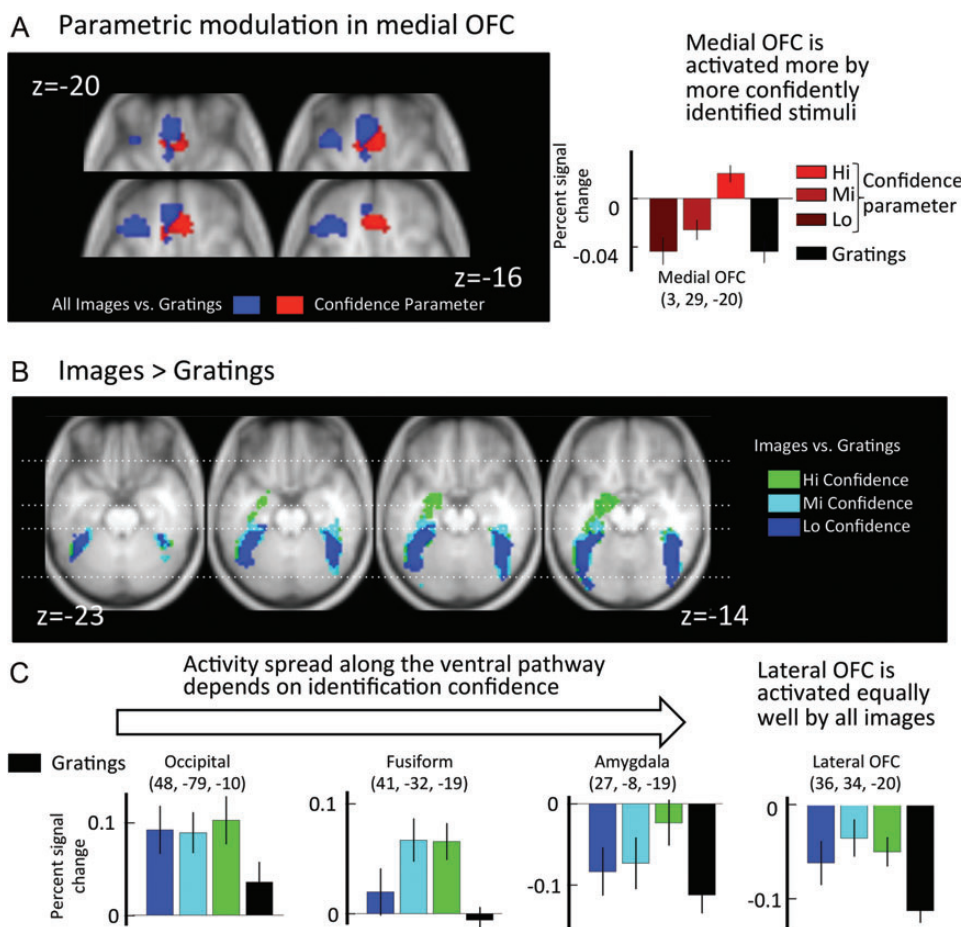 A Parametric modulation in medial OFC
z=-20
z=-16
All Images vs. Gratings Confidence Parameter
Medial OFC is
activated more by
more confidently
identified stimuli
Percent signal
change
0
-0.04
Medial OFC
(3, 29, -20)
Hi
Mi
Lo
Confidence
parameter
Gratings
B Images > Gratings
z=-23
z=-14
Images vs. Gratings
Hi Confidence
Mi Confidence
Lo Confidence
C
Activity spread along the ventral pathway
depends on identification confidence
Lateral OFC is
activated equally
well by all images
Gratings
Percent signal
change
Occipital
(48, -79, -10)
0.1
0
Fusiform
(41, -32, -19)
0.1
0
Amygdala
(27, -8, -19)
0
-0.1
Lateral OFC
(36, 34, -20)
0
-0.1